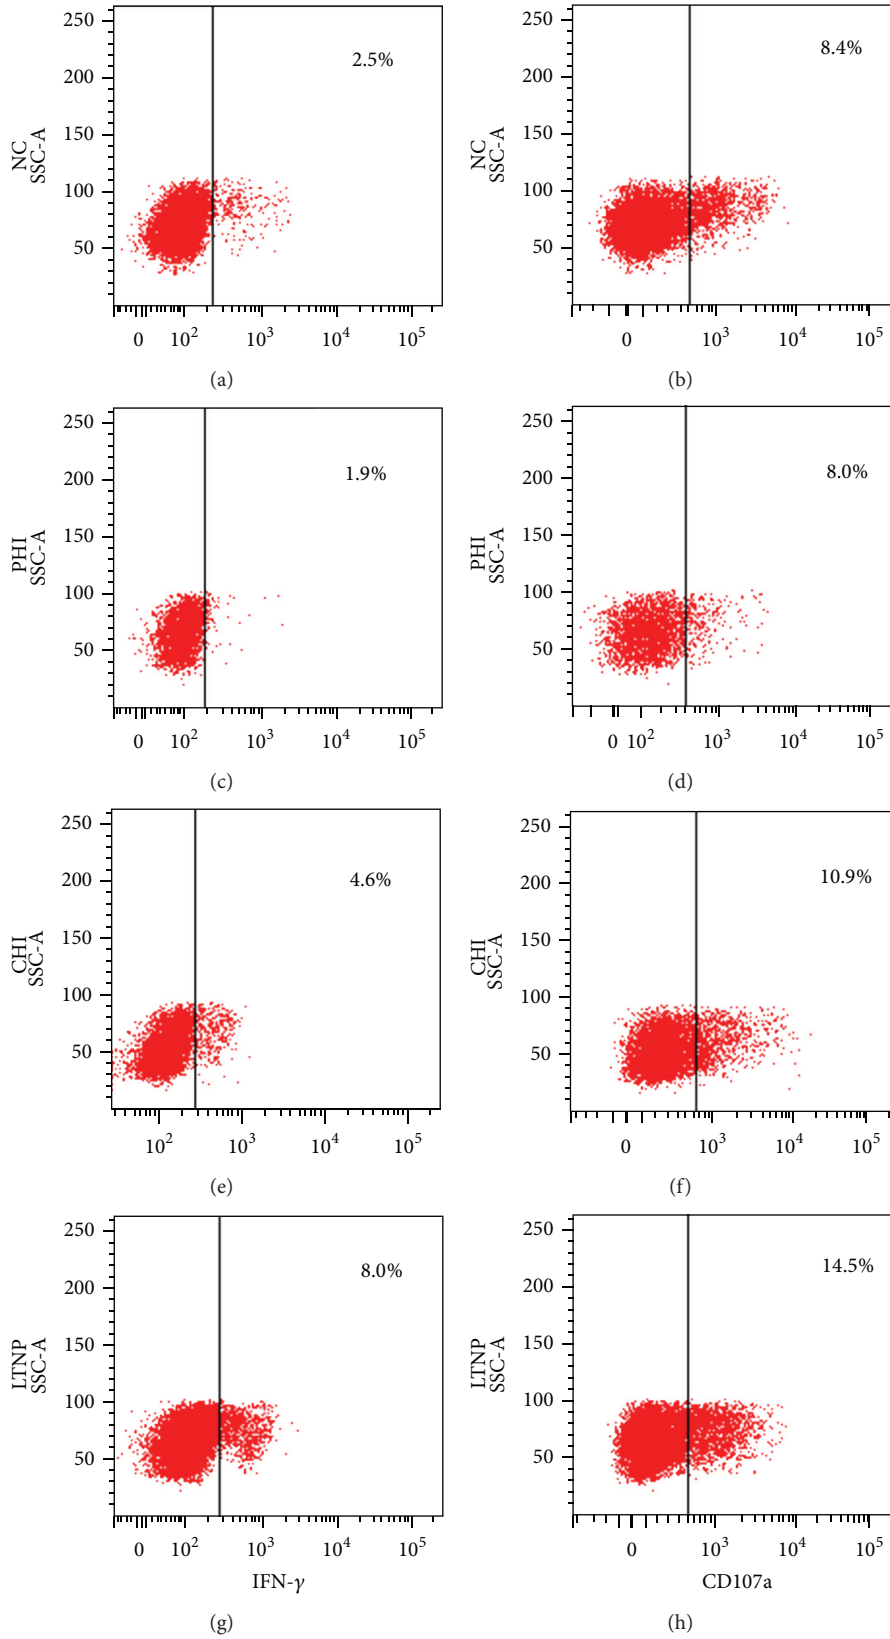 250
200
150
100
50
NC
SSC-A
2.5%
0 10² 10³ 10⁴ 10⁵
(a)
250
200
150
100
50
NC
SSC-A
8.4%
0 10³ 10⁴ 10⁵
(b)
250
200
150
100
50
PHI
SSC-A
1.9%
0 10² 10³ 10⁴ 10⁵
(c)
250
200
150
100
50
PHI
SSC-A
8.0%
0 10² 10³ 10⁴ 10⁵
(d)
250
200
150
100
50
CHI
SSC-A
4.6%
10² 10³ 10⁴ 10⁵
(e)
250
200
150
100
50
CHI
SSC-A
10.9%
0 10³ 10⁴ 10⁵
(f)
250
200
150
100
50
LTNP
SSC-A
8.0%
0 10² 10³ 10⁴ 10⁵
IFN-γ
(g)
250
200
150
100
50
LTNP
SSC-A
14.5%
0 10³ 10⁴ 10⁵
CD107a
(h)